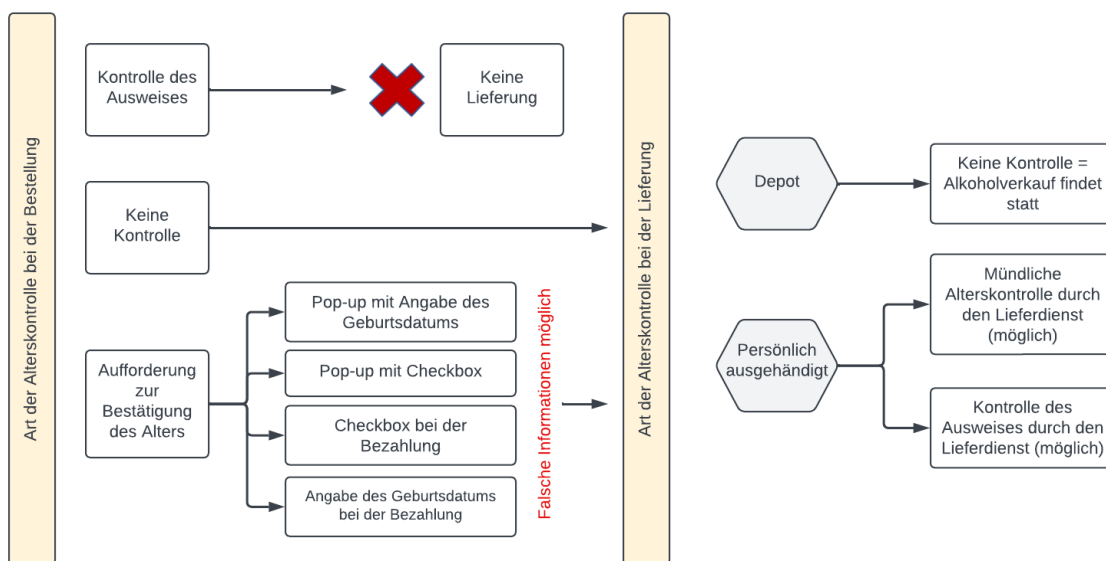 Art der Alterskontrolle bei der Bestellung
Kontrolle des
Ausweises
Keine
Lieferung
Keine
Kontrolle
Aufforderung
zur
Bestätigung
des Alters
Pop-up mit Angabe des
Geburtsdatums
Pop-up mit Checkbox
Checkbox bei der
Bezahlung
Angabe des Geburtsdatums
bei der Bezahlung
Falsche Informationen möglich
Art der Alterskontrolle bei der Lieferung
Depot
Keine Kontrolle =
Alkoholverkauf findet
statt
Persönlich
ausgehändigt
Mündliche
Alterskontrolle durch
den Lieferdienst
(möglich)
Kontrolle des
Ausweises durch den
Lieferdienst (möglich)